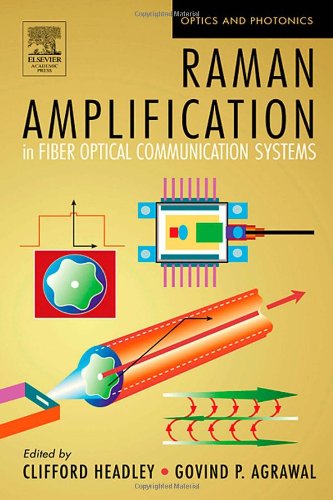 OPTICS AND PHOTONICS
ELSEVIER
ACADEMIC
PRESS
RAMAN
AMPLIFICATION
in FIBER OPTICAL COMMUNICATION SYSTEMS
Edited by
CLIFFORD HEADLEY • GOVIND P. AGRAWAL